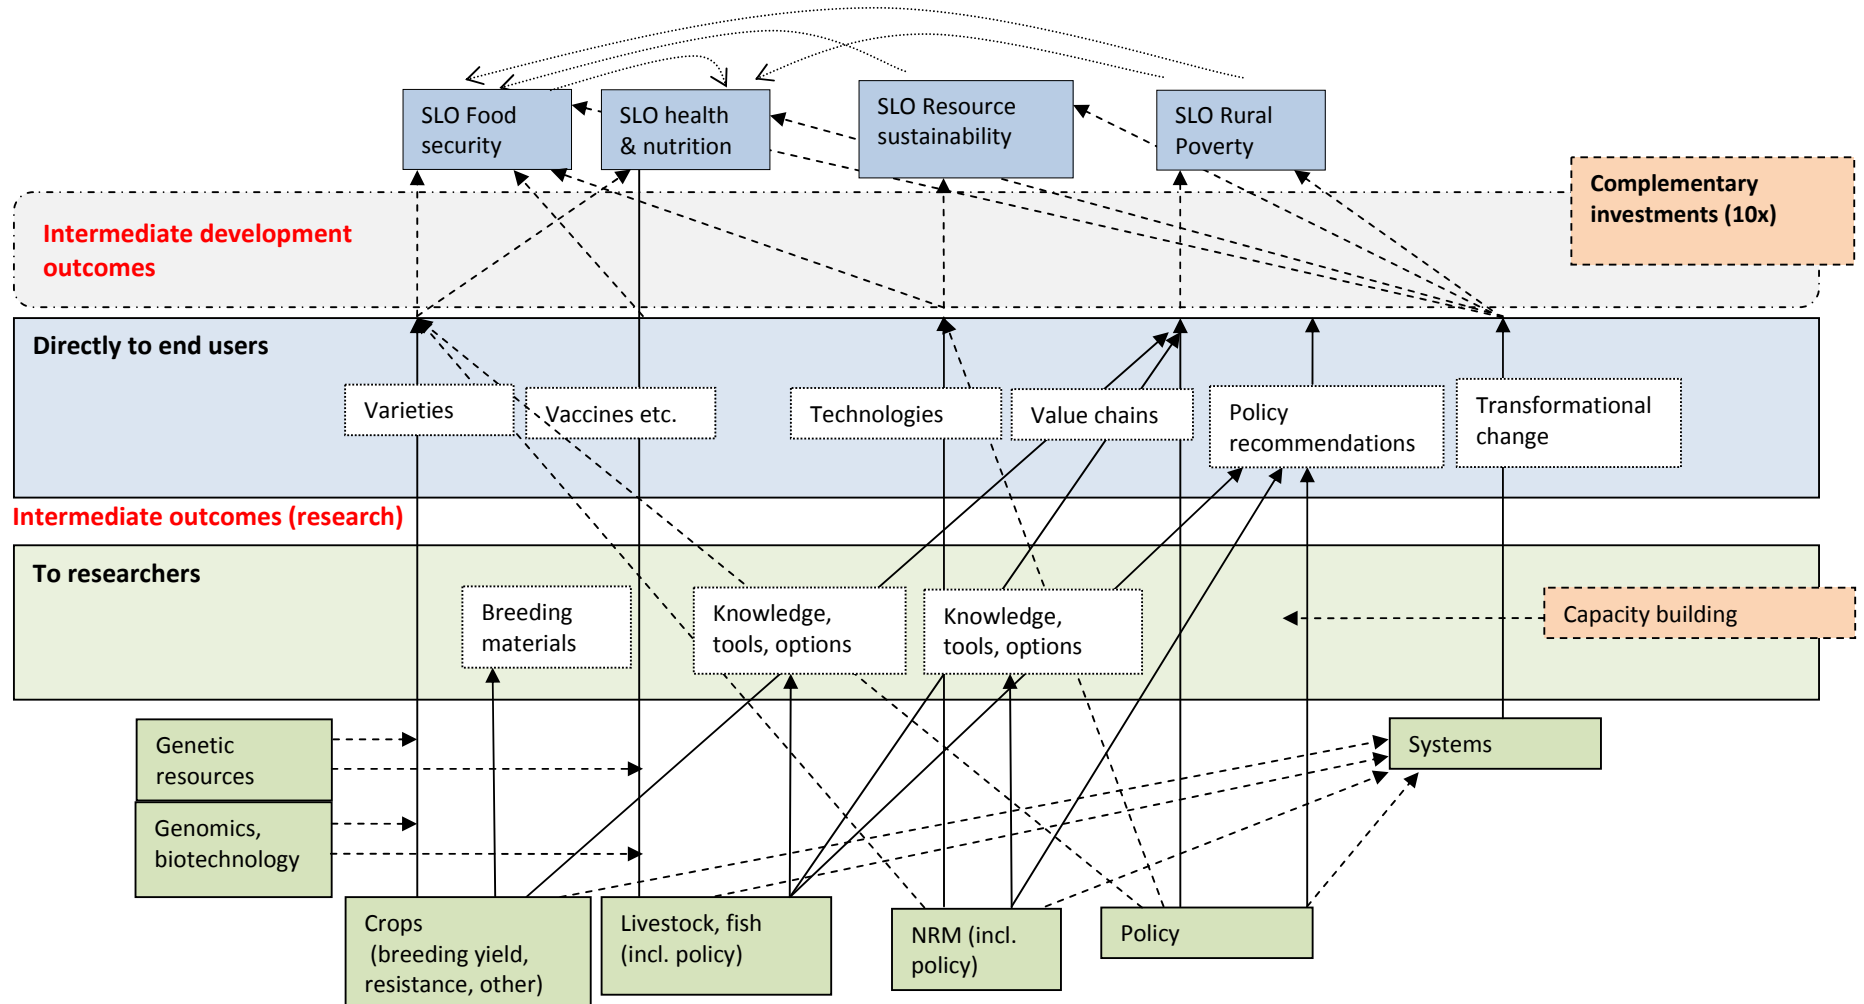 SLO Food
security
SLO health
& nutrition
SLO Resource
sustainability
SLO Rural
Poverty
Complementary
investments (10x)
Intermediate development
outcomes
Directly to end users
Varieties
Vaccines etc.
Technologies
Value chains
Policy
recommendations
Transformational
change
Intermediate outcomes (research)
To researchers
Breeding
materials
Knowledge,
tools, options
Knowledge,
tools, options
Capacity building
Genetic
resources
Systems
Genomics,
biotechnology
Crops
(breeding yield,
resistance, other)
Livestock, fish
(incl. policy)
NRM (incl.
policy)
Policy